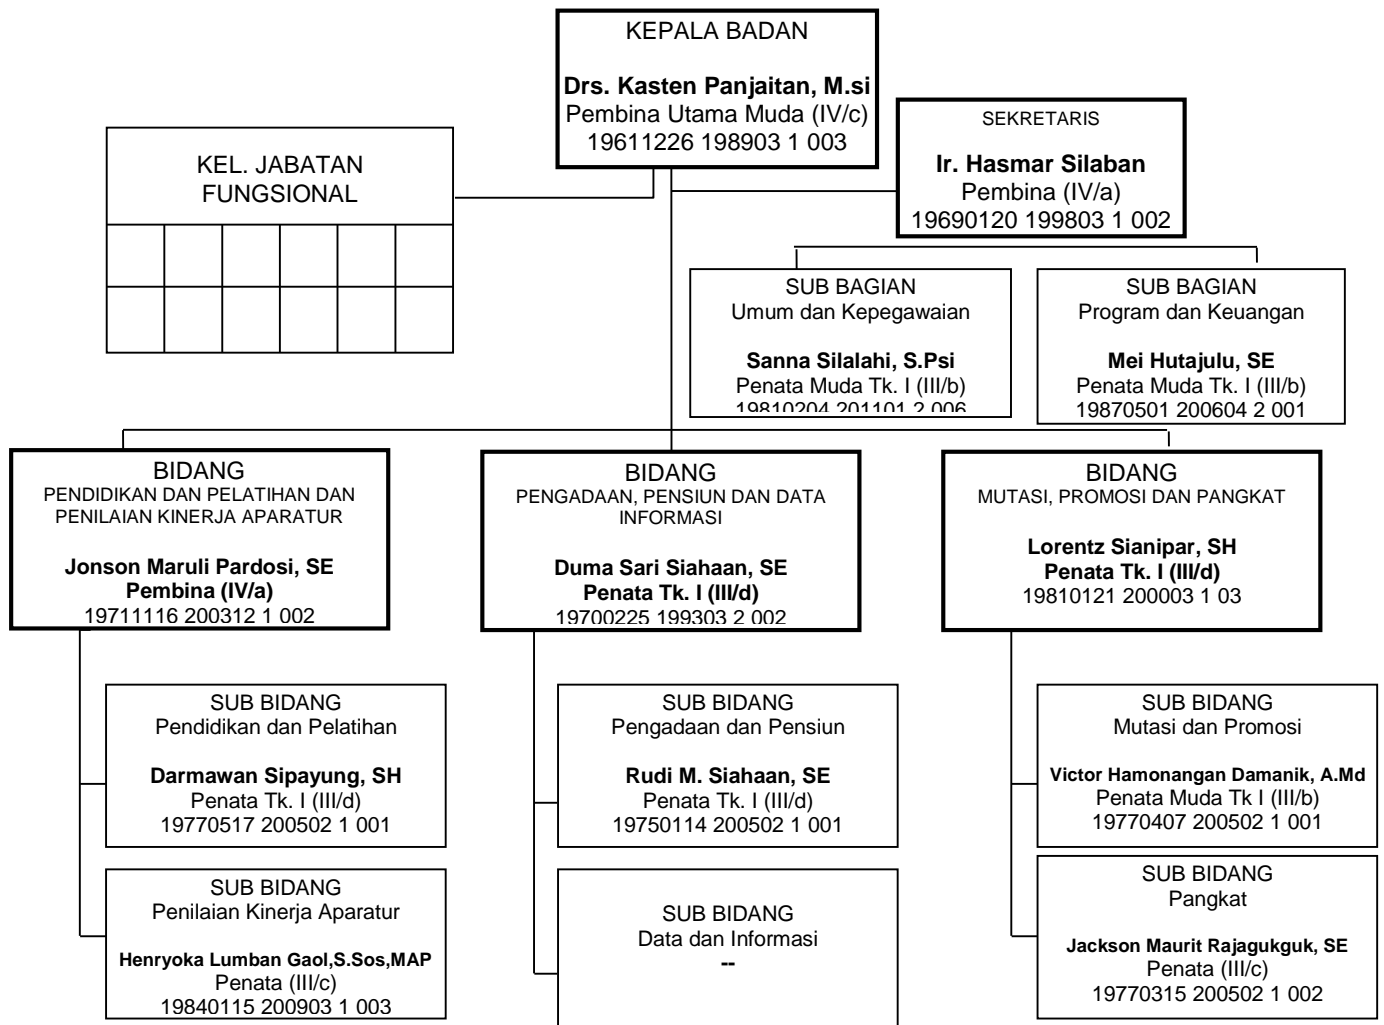 KEPALA BADAN
Drs. Kasten Panjaitan, M.si
Pembina Utama Muda (IV/c)
19611226 198903 1 003
SEKRETARIS
Ir. Hasmar Silaban
Pembina (IV/a)
19690120 199803 1 002
KEL. JABATAN
FUNGSIONAL
SUB BAGIAN
Umum dan Kepegawaian
Sanna Silalahi, S.Psi
Penata Muda Tk. I (III/b)
19810204 201101 2 006
SUB BAGIAN
Program dan Keuangan
Mei Hutajulu, SE
Penata Muda Tk. I (III/b)
19870501 200604 2 001
BIDANG
PENDIDIKAN DAN PELATIHAN DAN
PENILAIAN KINERJA APARATUR
Jonson Maruli Pardosi, SE
Pembina (IV/a)
19711116 200312 1 002
BIDANG
PENGADAAN, PENSIUN DAN DATA
INFORMASI
Duma Sari Siahaan, SE
Penata Tk. I (III/d)
19700225 199303 2 002
BIDANG
MUTASI, PROMOSI DAN PANGKAT
Lorentz Sianipar, SH
Penata Tk. I (III/d)
19810121 200003 1 03
SUB BIDANG
Pendidikan dan Pelatihan
Darmawan Sipayung, SH
Penata Tk. I (III/d)
19770517 200502 1 001
SUB BIDANG
Pengadaan dan Pensiun
Rudi M. Siahaan, SE
Penata Tk. I (III/d)
19750114 200502 1 001
SUB BIDANG
Mutasi dan Promosi
Victor Hamonangan Damanik, A.Md
Penata Muda Tk I (III/b)
19770407 200502 1 001
SUB BIDANG
Penilaian Kinerja Aparatur
Henryoka Lumban Gaol,S.Sos,MAP
Penata (III/c)
19840115 200903 1 003
SUB BIDANG
Data dan Informasi
--
SUB BIDANG
Pangkat
Jackson Maurit Rajagukguk, SE
Penata (III/c)
19770315 200502 1 002